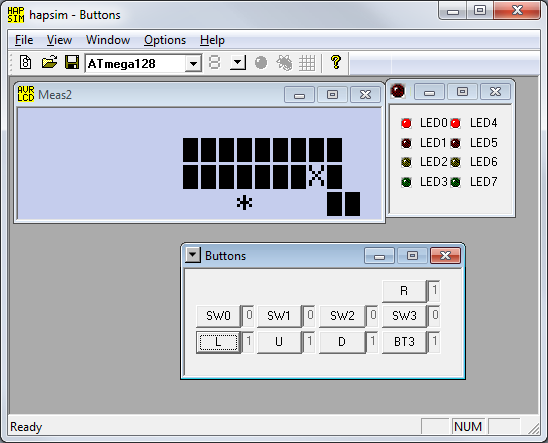 HAP SIM hapsim - Buttons
File View Window Options Help
ATmega128 8 ?
AVR LCD Meas2
X
*
LED0 LED4
LED1 LED5
LED2 LED6
LED3 LED7
Buttons
R 1
SW0 0 SW1 0 SW2 0 SW3 0
L 1 U 1 D 1 BT3 1
Ready NUM